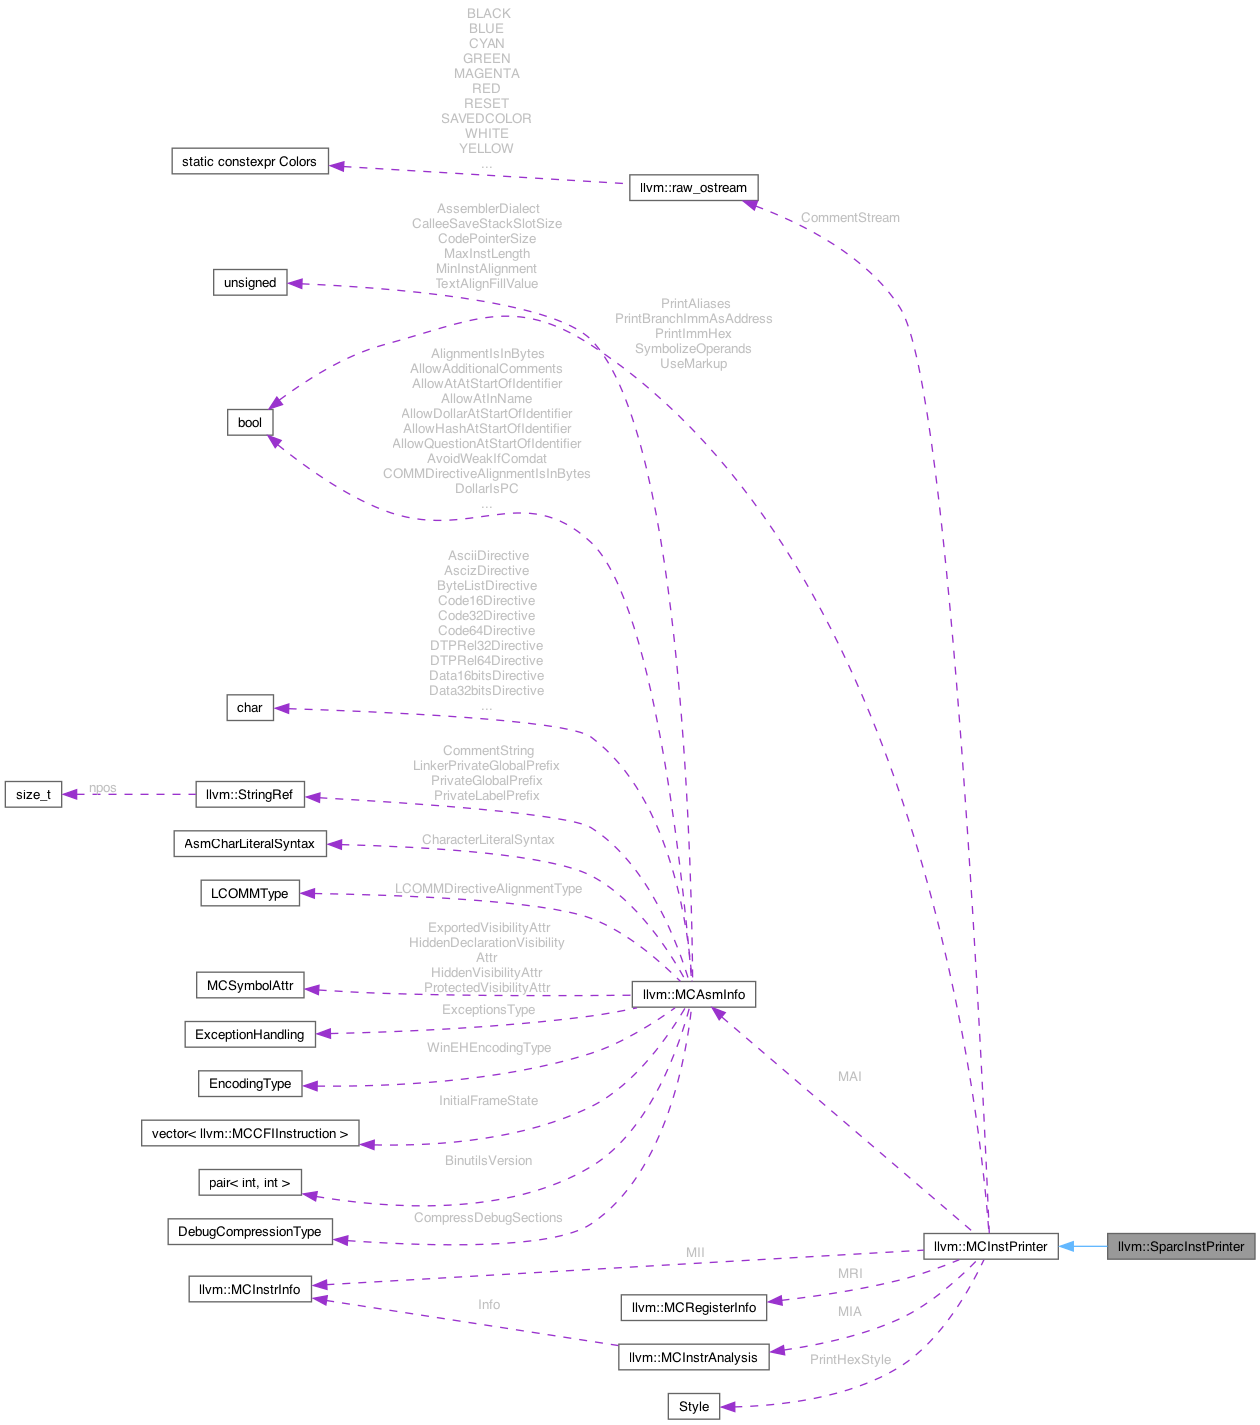 BLACK
BLUE
CYAN
GREEN
MAGENTA
RED
RESET
SAVEDCOLOR
WHITE
YELLOW
...
static constexpr Colors
llvm::raw_ostream
CommentStream
AssemblerDialect
CalleeSaveStackSlotSize
CodePointerSize
MaxInstLength
MinInstAlignment
TextAlignFillValue
unsigned
PrintAliases
PrintBranchImmAsAddress
PrintImmHex
SymbolizeOperands
UseMarkup
AlignmentIsInBytes
AllowAdditionalComments
AllowAtAtStartOfIdentifier
AllowAtInName
AllowDollarAtStartOfIdentifier
AllowHashAtStartOfIdentifier
AllowQuestionAtStartOfIdentifier
AvoidWeakIfComdat
COMMDirectiveAlignmentIsInBytes
DollarIsPC
...
bool
AsciiDirective
AscizDirective
ByteListDirective
Code16Directive
Code32Directive
Code64Directive
DTPRel32Directive
DTPRel64Directive
Data16bitsDirective
Data32bitsDirective
...
char
CommentString
LinkerPrivateGlobalPrefix
PrivateGlobalPrefix
PrivateLabelPrefix
size_t
npos
llvm::StringRef
AsmCharLiteralSyntax
CharacterLiteralSyntax
LCOMMType
LCOMMDirectiveAlignmentType
ExportedVisibilityAttr
HiddenDeclarationVisibility
Attr
HiddenVisibilityAttr
ProtectedVisibilityAttr
MCSymbolAttr
llvm::MCAsmInfo
ExceptionsType
ExceptionHandling
WinEHEncodingType
EncodingType
MAI
InitialFrameState
vector< llvm::MCCFIInstruction >
BinutilsVersion
pair< int, int >
CompressDebugSections
DebugCompressionType
llvm::MCInstPrinter
llvm::SparcInstPrinter
MII
llvm::MCInstrInfo
MRI
llvm::MCRegisterInfo
Info
MIA
llvm::MCInstrAnalysis
PrintHexStyle
Style